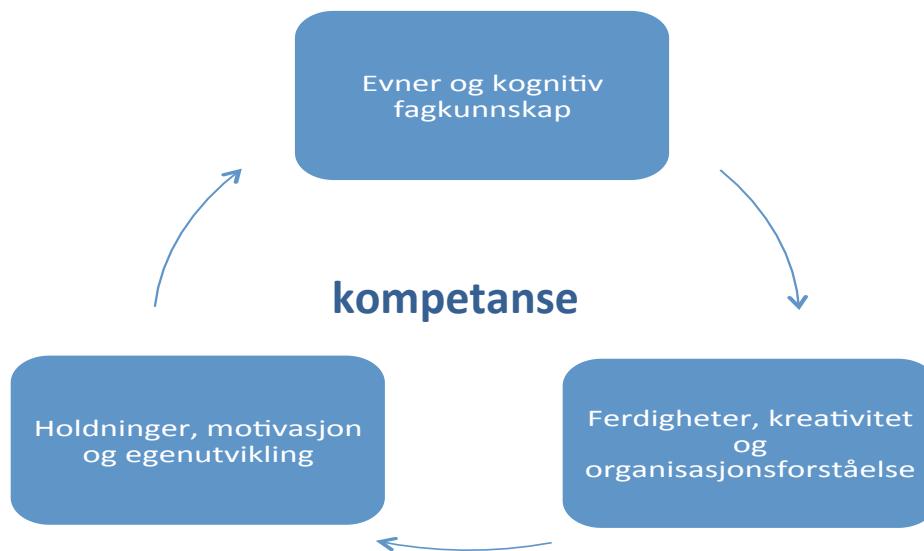 Evner og kognitiv
fagkunnskap
kompetanse
Holdninger, motivasjon
og egenutvikling
Ferdigheter, kreativitet
og
organisasjonsforståelse